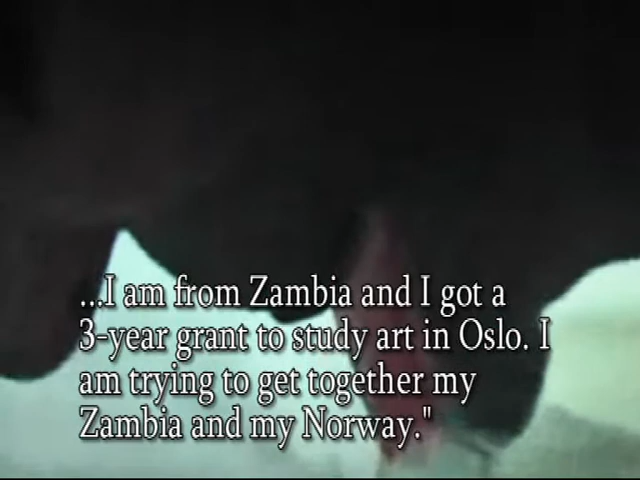 ...I am from Zambia and I got a
3-year grant to study art in Oslo. I
am trying to get together my
Zambia and my Norway."